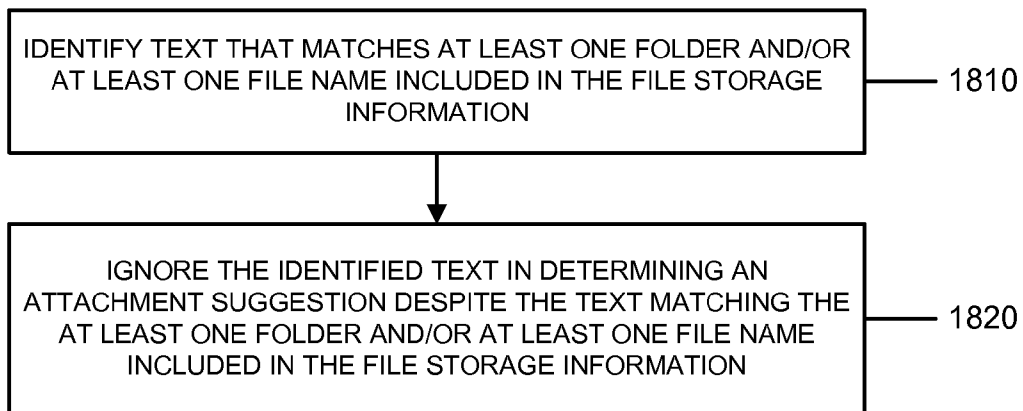 IDENTIFY TEXT THAT MATCHES AT LEAST ONE FOLDER AND/OR
AT LEAST ONE FILE NAME INCLUDED IN THE FILE STORAGE
INFORMATION
1810
IGNORE THE IDENTIFIED TEXT IN DETERMINING AN
ATTACHMENT SUGGESTION DESPITE THE TEXT MATCHING THE
AT LEAST ONE FOLDER AND/OR AT LEAST ONE FILE NAME
INCLUDED IN THE FILE STORAGE INFORMATION
1820